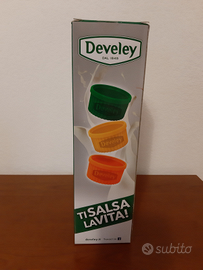 Develey
DAL 1845
TI SALSA
LA VITA!
subito